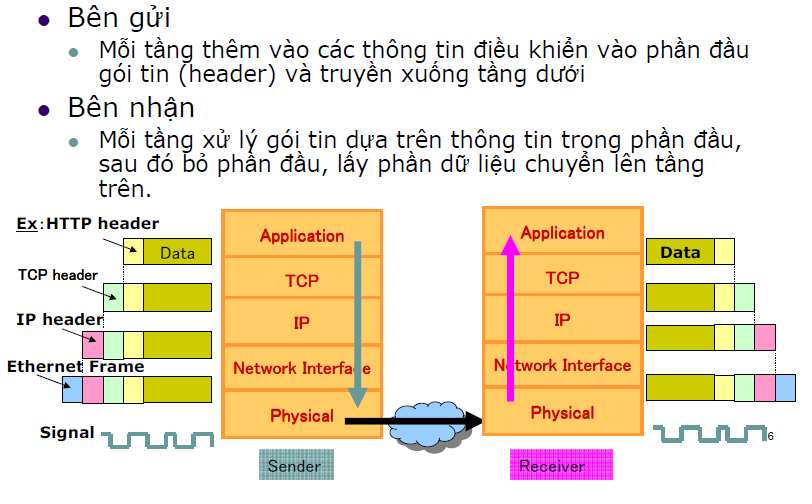 Bên gửi
Mỗi tầng thêm vào các thông tin điều khiển vào phần đầu
gói tin (header) và truyền xuống tầng dưới
Bên nhận
Mỗi tầng xử lý gói tin dựa trên thông tin trong phần đầu,
sau đó bỏ phần đầu, lấy phần dữ liệu chuyển lên tầng
trên.
Ex:HTTP header
Data
TCP header
IP header
Ethernet Frame
Signal
Application
TCP
IP
Network Interface
Physical
Sender
Application
TCP
IP
Network Interface
Physical
Receiver
Data
6